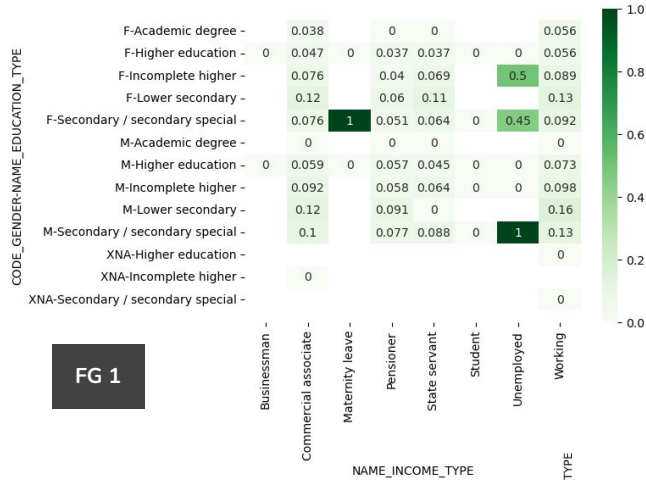 CODE_GENDER-NAME_EDUCATION_TYPE
F-Academic degree - 0.038 0 0 0.056
F-Higher education - 0 0.047 0 0.037 0.037 0 0 0.056
F-Incomplete higher - 0.076 0.04 0.069 0.5 0.089
F-Lower secondary - 0.12 0.06 0.11 0.13
F-Secondary / secondary special - 0.076 1 0.051 0.064 0.45 0.092
M-Academic degree - 0 0 0 0
M-Higher education - 0 0.059 0 0.057 0.045 0 0 0.073
M-Incomplete higher - 0.092 0.058 0.064 0 0 0.098
M-Lower secondary - 0.12 0.091 0 0.16
M-Secondary / secondary special - 0.1 0.077 0.088 0 1 0.13
XNA-Higher education - 0
XNA-Incomplete higher - 0
XNA-Secondary / secondary special - 0
Businessman -
Commercial associate -
Maternity leave -
Pensioner -
State servant -
Student -
Unemployed -
Working -
NAME_INCOME_TYPE
TYPE
- 1.0
- 0.8
- 0.6
- 0.4
- 0.2
- 0.0
FG 1